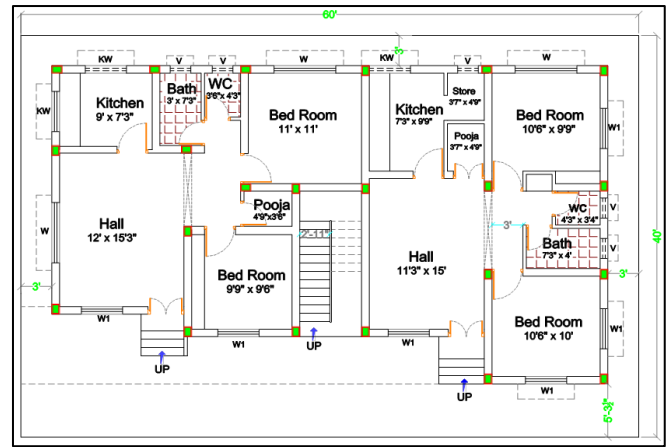 60'
3'
KW
V
V
W
KW
V
W
Kitchen
9' x 7'3"
Bath
3' x 7'3"
WC
3'6"x 4'3"
Bed Room
11' x 11'
Kitchen
7'3" x 9'9"
Store
3'7" x 4'9"
Pooja
3'7" x 4'9"
Bed Room
10'6" x 9'9"
KW
W1
Hall
12' x 15'3"
W
Pooja
4'9"x3'6"
2'-11"
Hall
11'3" x 15'
3'
WC
4'3" x 3'4"
V
Bath
7'3" x 4'
V
40'
Bed Room
9'9" x 9'6"
3'
3'
Bed Room
10'6" x 10'
W1
W1
W1
UP
W1
UP
W1
UP
5'-3½"